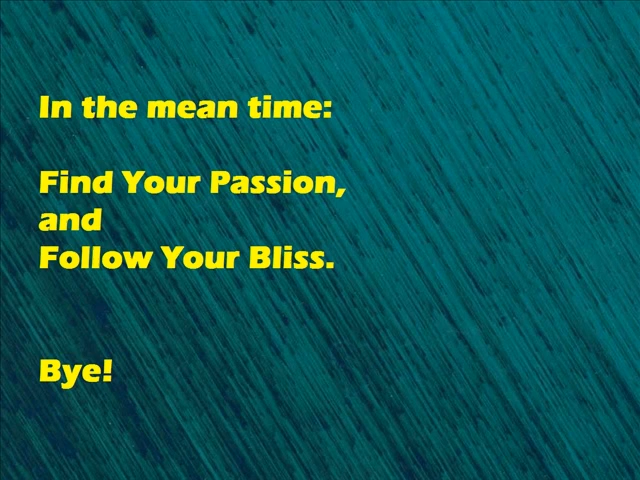 In the mean time:
Find Your Passion,
and
Follow Your Bliss.
Bye!